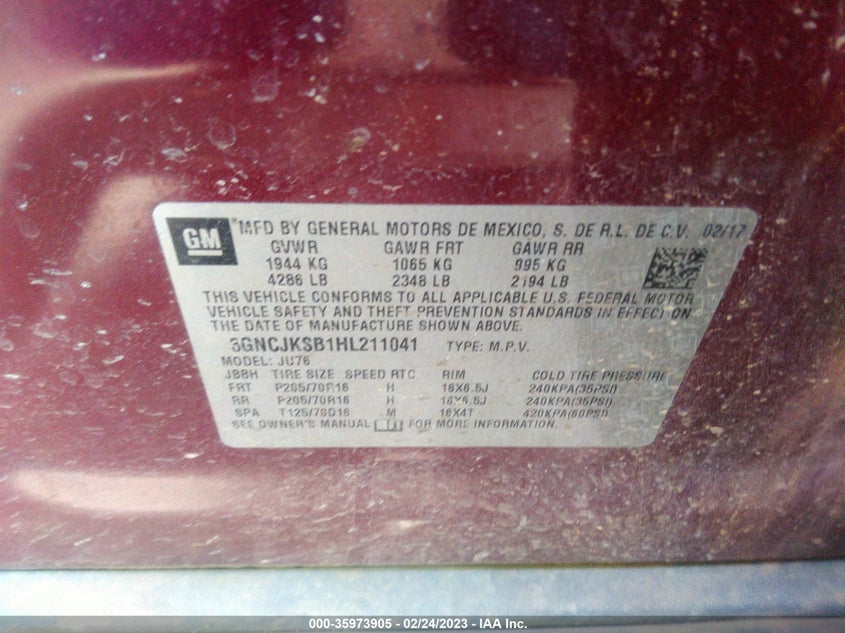 GM
*MFD BY GENERAL MOTORS DE MEXICO, S. DE R.L. DE C.V. 02/17
GVWR GAWR FRT GAWR RR
1944 KG 1065 KG 995 KG
4286 LB 2348 LB 2194 LB
THIS VEHICLE CONFORMS TO ALL APPLICABLE U.S. FEDERAL MOTOR
VEHICLE SAFETY AND THEFT PREVENTION STANDARDS IN EFFECT ON
THE DATE OF MANUFACTURE SHOWN ABOVE.
3GNCJKSB1HL211041 TYPE: M.P.V.
MODEL: JU76
JBBH TIRE SIZE SPEED RTG RIM COLD TIRE PRESSURE
FRT P205/70R16 H 16X6.5J 240KPA(35PSI)
RR P205/70R16 H 16X6.5J 240KPA(35PSI)
SPA T125/70D16 M 16X4T 420KPA(60PSI)
SEE OWNER'S MANUAL FOR MORE INFORMATION.
000-35973905 - 02/24/2023 - IAA Inc.